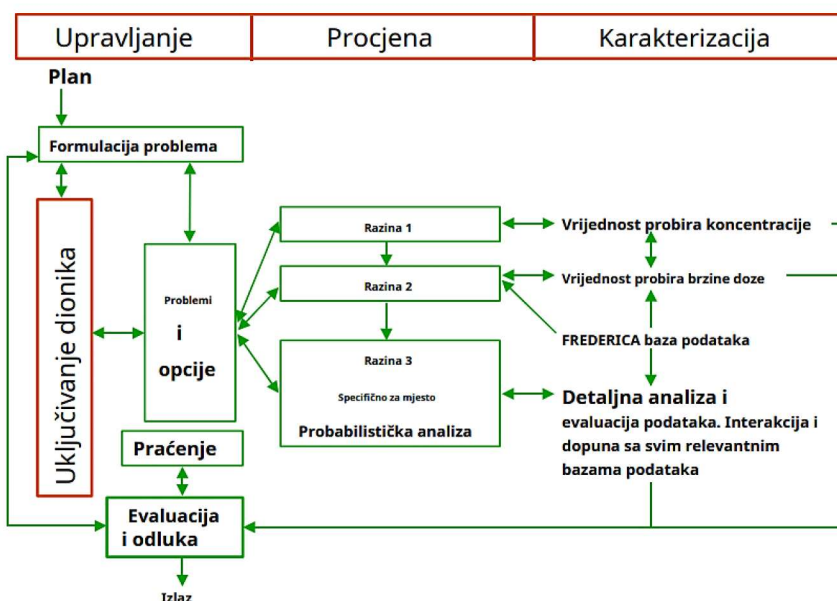 Upravljanje
Procjena
Karakterizacija
Plan
Formulacija problema
Uključivanje dionika
Problemi
i
opcije
Praćenje
Evaluacija
i odluka
Izlaz
Razina 1
Razina 2
Razina 3
Specifično za mjesto
Probabilistička analiza
Vrijednost probira koncentracije
Vrijednost probira brzine doze
FREDERICA baza podataka
Detaljna analiza i
evaluacija podataka. Interakcija i
dopuna sa svim relevantnim
bazama podataka